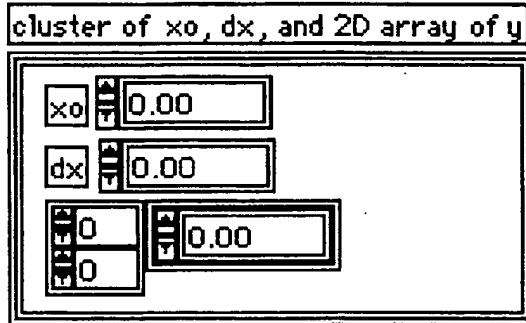 cluster of xo, dx, and 2D array of y
xo 0.00
dx 0.00
0 0.00
0